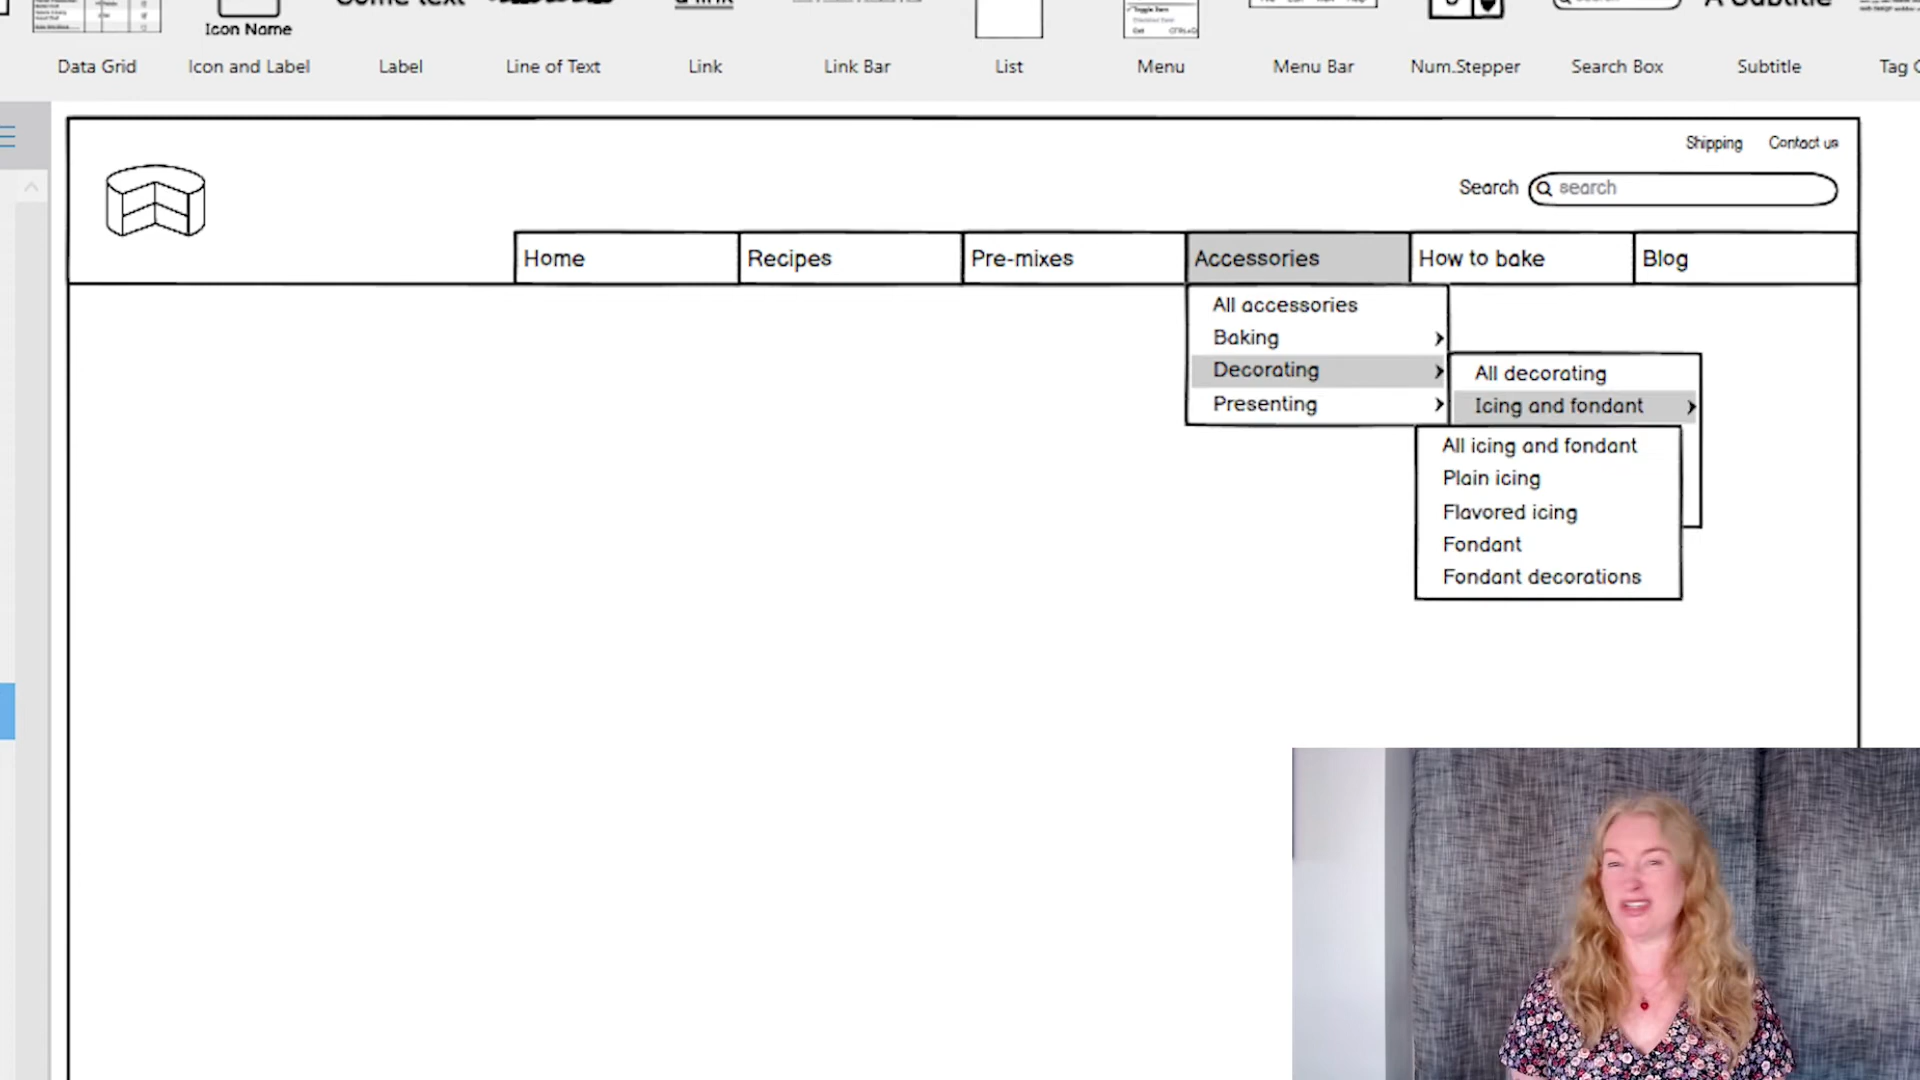 Icon Name
Data Grid
Icon and Label
Label
Line of Text
Link
Link Bar
List
Menu
Menu Bar
Num.Stepper
Search Box
Subtitle
Tag
Shipping
Contact us
Search
search
Home
Recipes
Pre-mixes
Accessories
How to bake
Blog
All accessories
Baking
Decorating
Presenting
All decorating
Icing and fondant
All icing and fondant
Plain icing
Flavored icing
Fondant
Fondant decorations